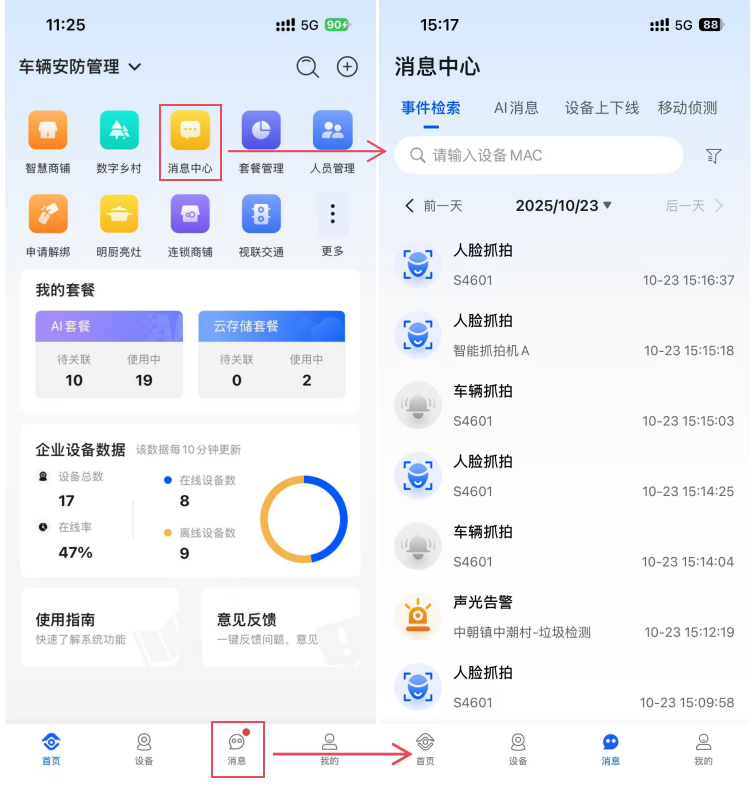 11:25
5G 90+
车辆安防管理
智慧商铺 数字乡村 消息中心 套餐管理 人员管理
申请解绑 明厨亮灶 连锁商铺 视联交通 更多
我的套餐
AI套餐
待关联 使用中
10 19
云存储套餐
待关联 使用中
0 2
企业设备数据 该数据每10分钟更新
设备总数
17
在线率
47%
在线设备数
8
离线设备数
9
使用指南
快速了解系统功能
意见反馈
一键反馈问题、意见
首页 设备 消息 我的
15:17
5G 88
消息中心
事件检索 AI消息 设备上下线 移动侦测
请输入设备MAC
前一天 2025/10/23 后一天
人脸抓拍
S4601 10-23 15:16:37
人脸抓拍
智能抓拍机A 10-23 15:15:18
车辆抓拍
S4601 10-23 15:15:03
人脸抓拍
S4601 10-23 15:14:25
车辆抓拍
S4601 10-23 15:14:04
声光告警
中朝镇中潮村-垃圾检测 10-23 15:12:19
人脸抓拍
S4601 10-23 15:09:58
首页 设备 消息 我的